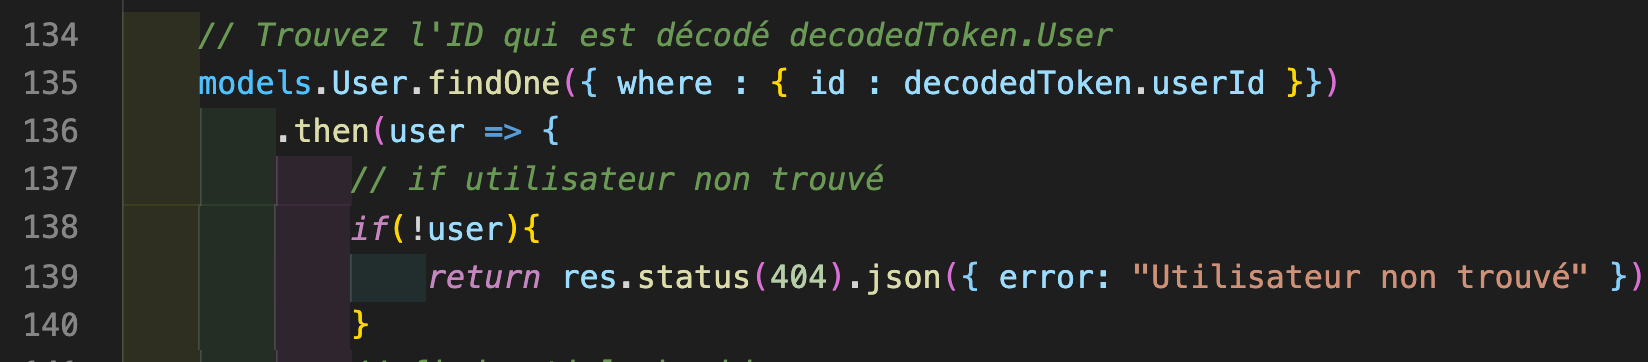 134 // Trouvez l'ID qui est décodé decodedToken.User
135 models.User.findOne({ where : { id : decodedToken.userId }})
136 .then(user => {
137 // if utilisateur non trouvé
138 if(!user){
139 return res.status(404).json({ error: "Utilisateur non trouvé" })
140 }